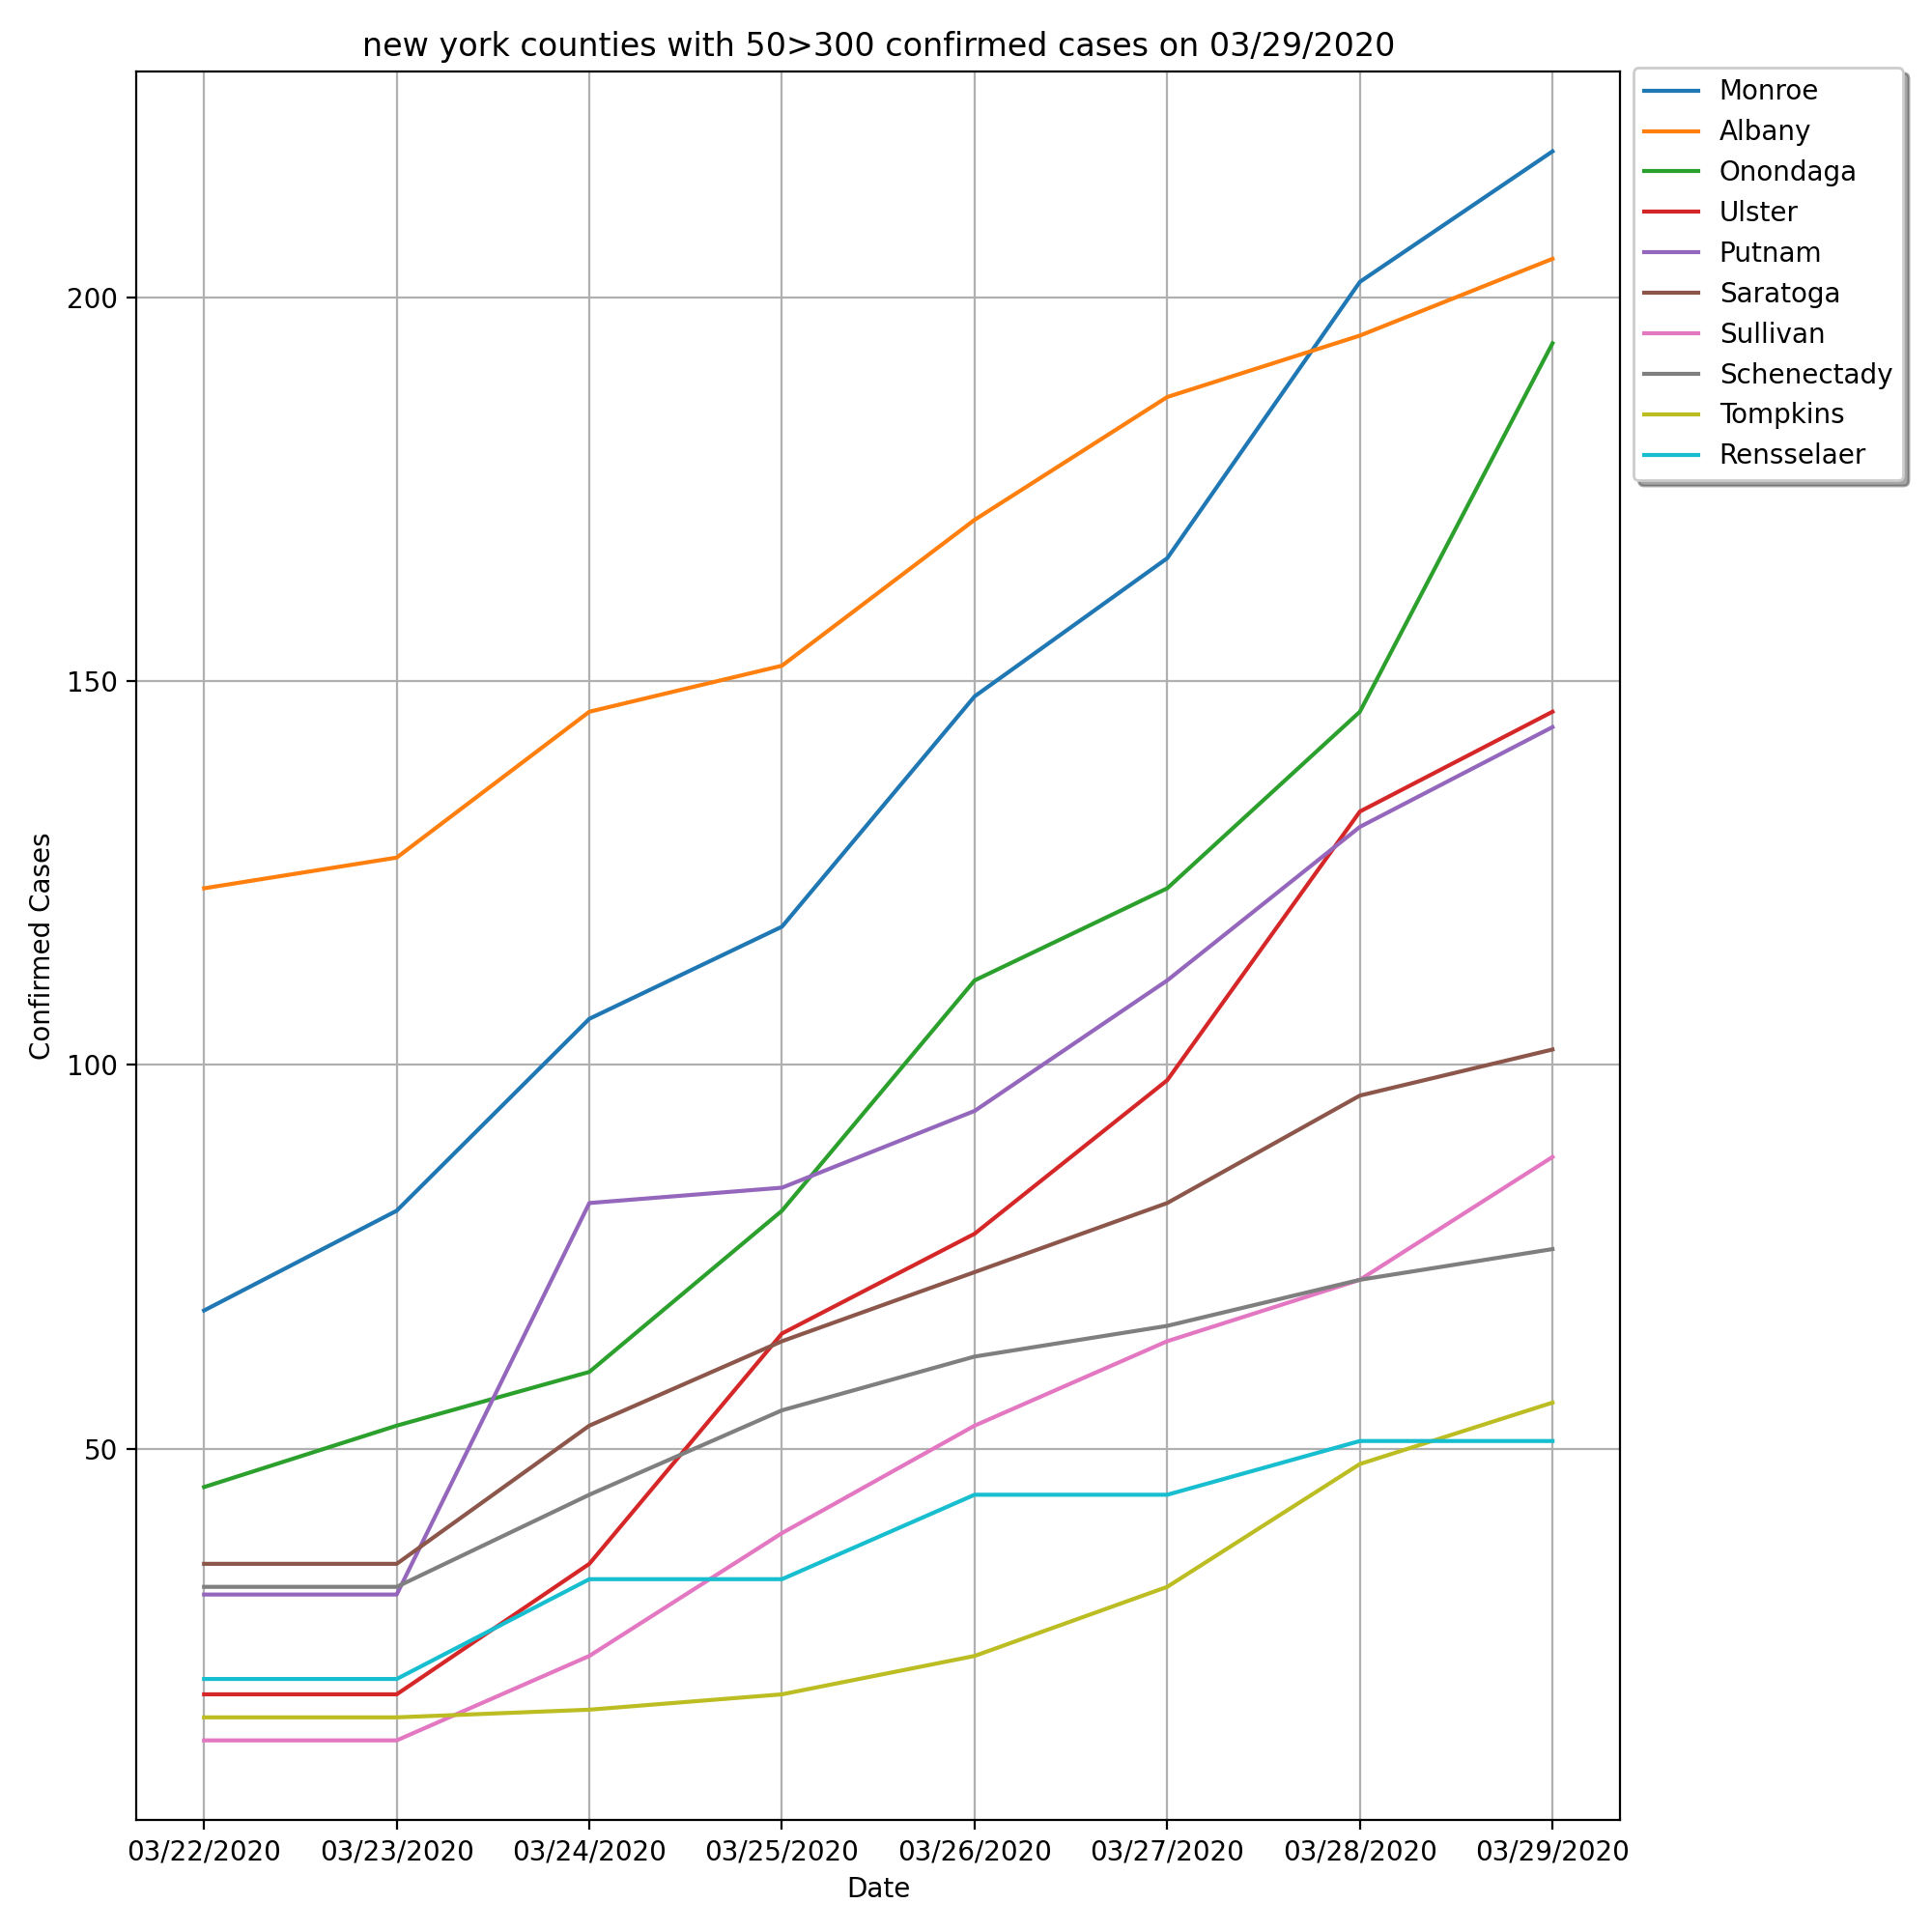 new york counties with 50>300 confirmed cases on 03/29/2020
Monroe
Albany
Onondaga
Ulster
Putnam
Saratoga
Sullivan
Schenectady
Tompkins
Rensselaer
Confirmed Cases
200
150
100
50
03/22/2020 03/23/2020 03/24/2020 03/25/2020 03/26/2020 03/27/2020 03/28/2020 03/29/2020
Date